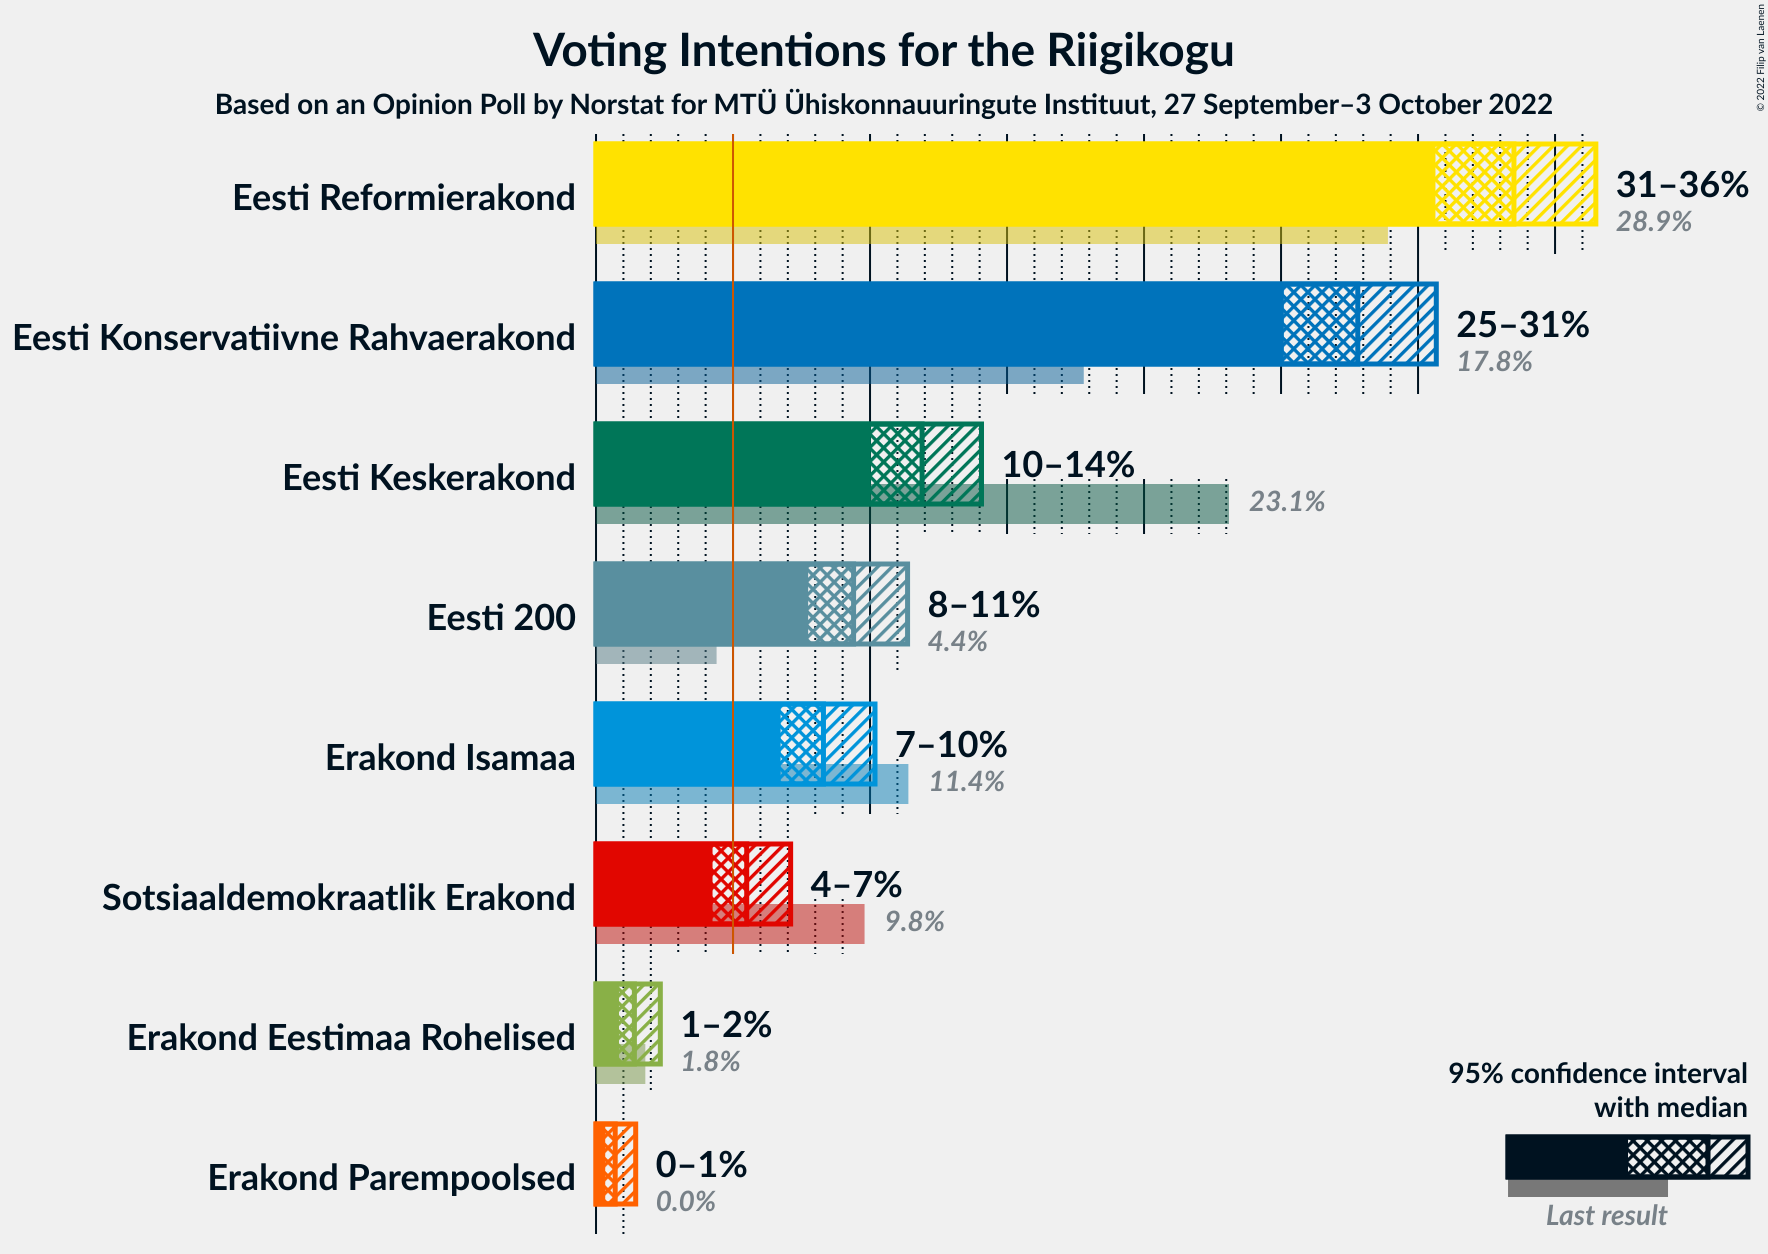 Voting Intentions for the Riigikogu
Based on an Opinion Poll by Norstat for MTÜ Ühiskonnauuringute Instituut, 27 September–3 October 2022
© 2022 Filip van Laenen
Eesti Reformierakond
31–36%
28.9%
Eesti Konservatiivne Rahvaerakond
25–31%
17.8%
Eesti Keskerakond
10–14%
23.1%
Eesti 200
8–11%
4.4%
Erakond Isamaa
7–10%
11.4%
Sotsiaaldemokraatlik Erakond
4–7%
9.8%
Erakond Eestimaa Rohelised
1–2%
1.8%
Erakond Parempoolsed
0–1%
0.0%
95% confidence interval
with median
Last result